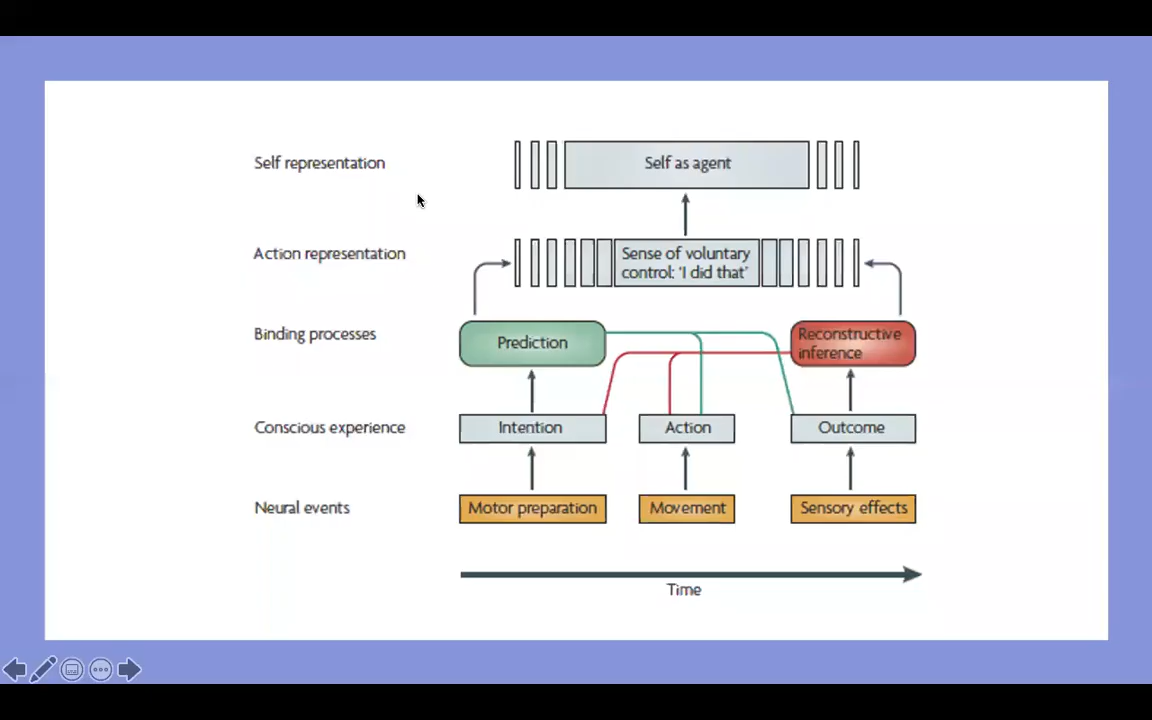 Self representation
Self as agent
Action representation
Sense of voluntary
control: 'I did that'
Binding processes
Prediction
Reconstructive
inference
Conscious experience
Intention
Action
Outcome
Neural events
Motor preparation
Movement
Sensory effects
Time